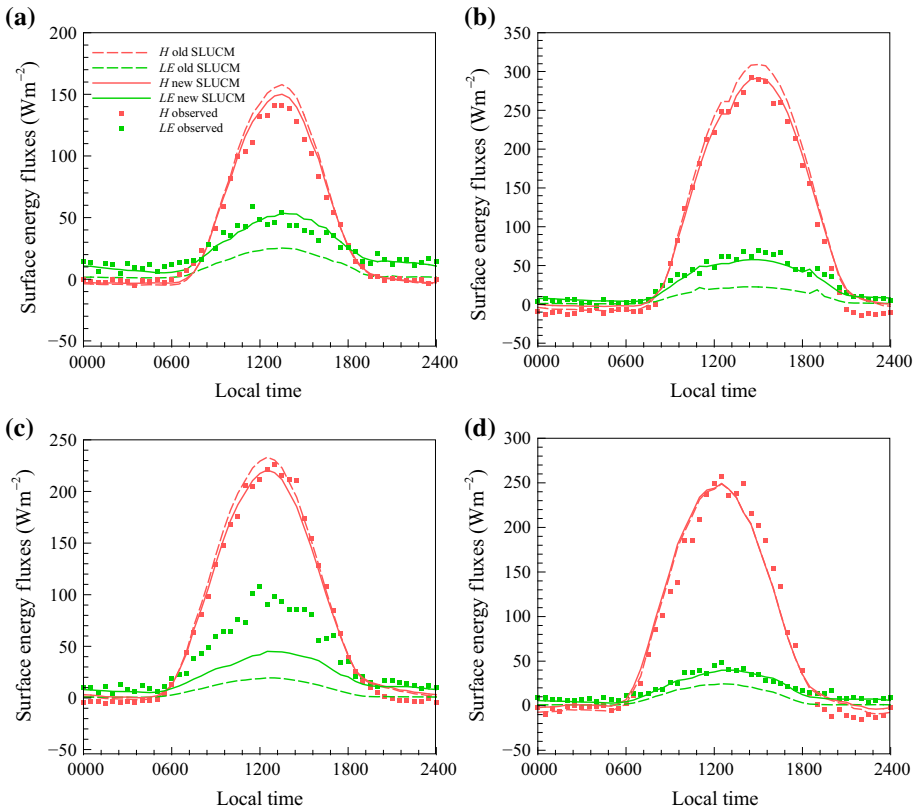 (a)
Surface energy fluxes (Wm−2)
200
150
100
50
0
−50
H old SLUCM
LE old SLUCM
H new SLUCM
LE new SLUCM
H observed
LE observed
0000 0600 1200 1800 2400
Local time
(b)
Surface energy fluxes (Wm−2)
350
300
250
200
150
100
50
0
−50
0000 0600 1200 1800 2400
Local time
(c)
Surface energy fluxes (Wm−2)
250
200
150
100
50
0
−50
0000 0600 1200 1800 2400
Local time
(d)
Surface energy fluxes (Wm−2)
300
250
200
150
100
50
0
−50
0000 0600 1200 1800 2400
Local time